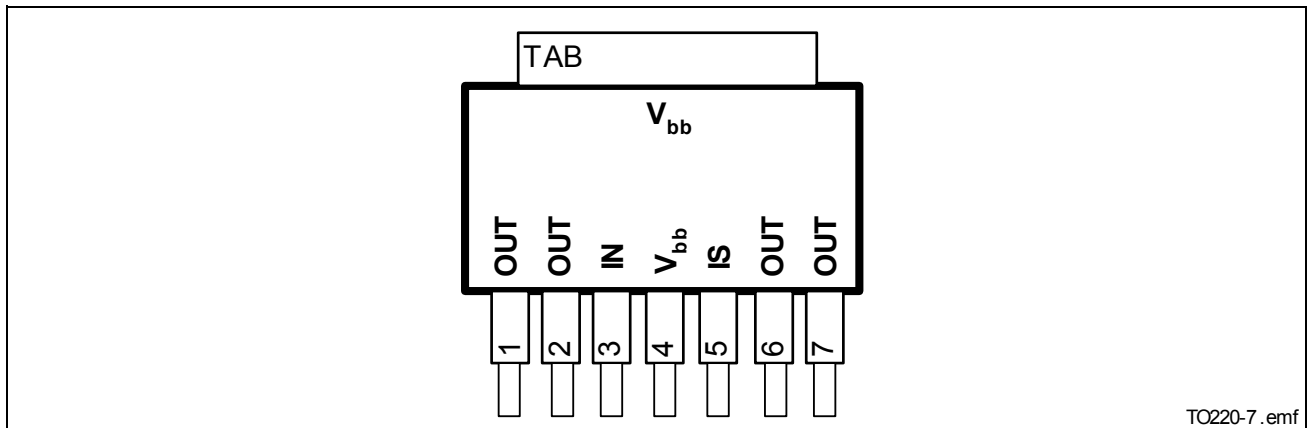 TAB
Vbb
OUT OUT IN Vbb IS OUT OUT
1 2 3 4 5 6 7
TO220-7.emf